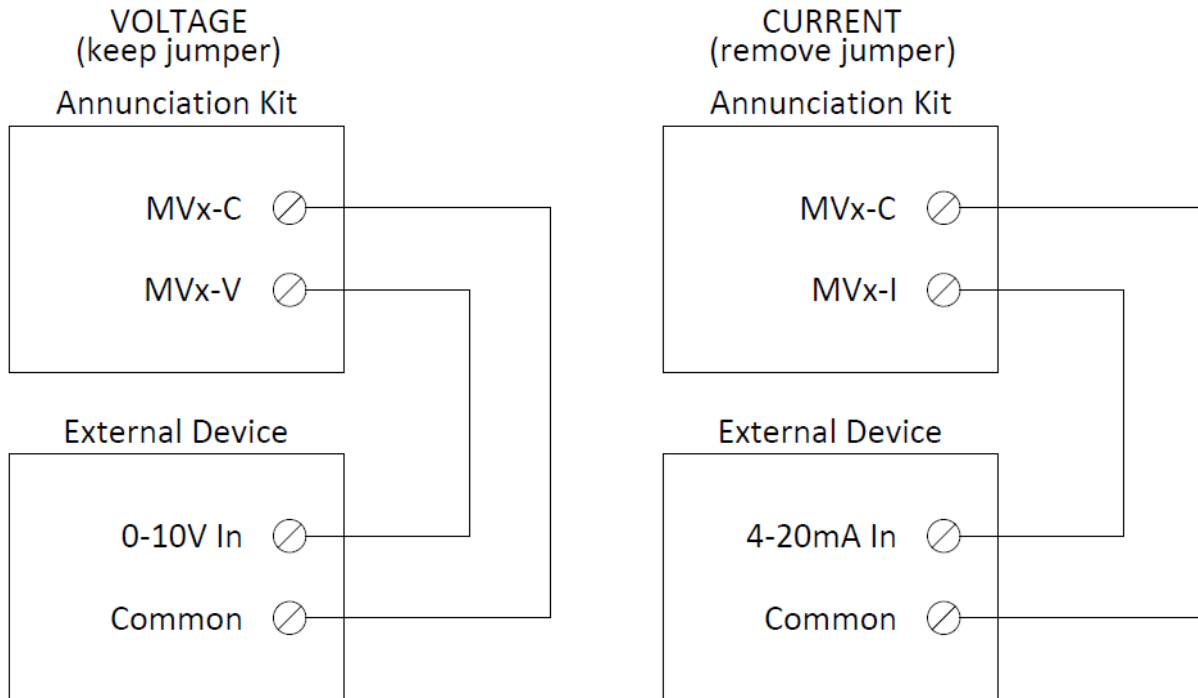 VOLTAGE
(keep jumper)
Annunciation Kit
MVx-C
MVx-V
External Device
0-10V In
Common
CURRENT
(remove jumper)
Annunciation Kit
MVx-C
MVx-I
External Device
4-20mA In
Common